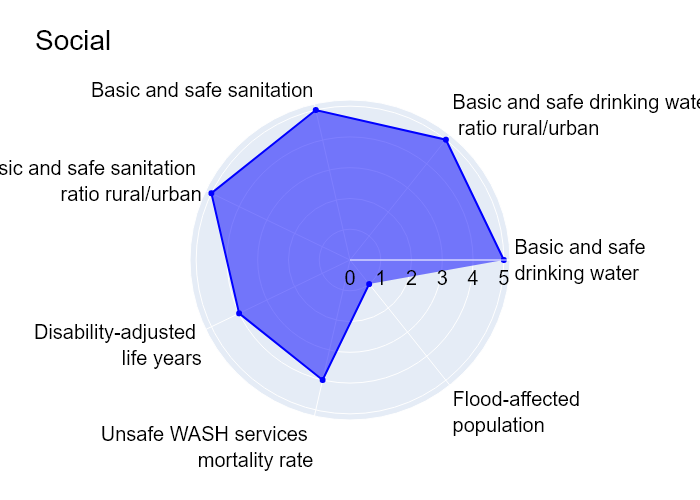 Social
Basic and safe sanitation
Basic and safe drinking wate
ratio rural/urban
sic and safe sanitation
ratio rural/urban
Basic and safe
drinking water
0 1 2 3 4 5
Disability-adjusted
life years
Flood-affected
population
Unsafe WASH services
mortality rate